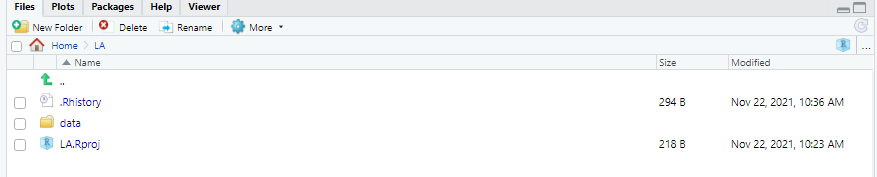 Files Plots Packages Help Viewer
New Folder Delete Rename More
Home LA ...
Name Size Modified
..
.Rhistory 294 B Nov 22, 2021, 10:36 AM
data
LA.Rproj 218 B Nov 22, 2021, 10:23 AM